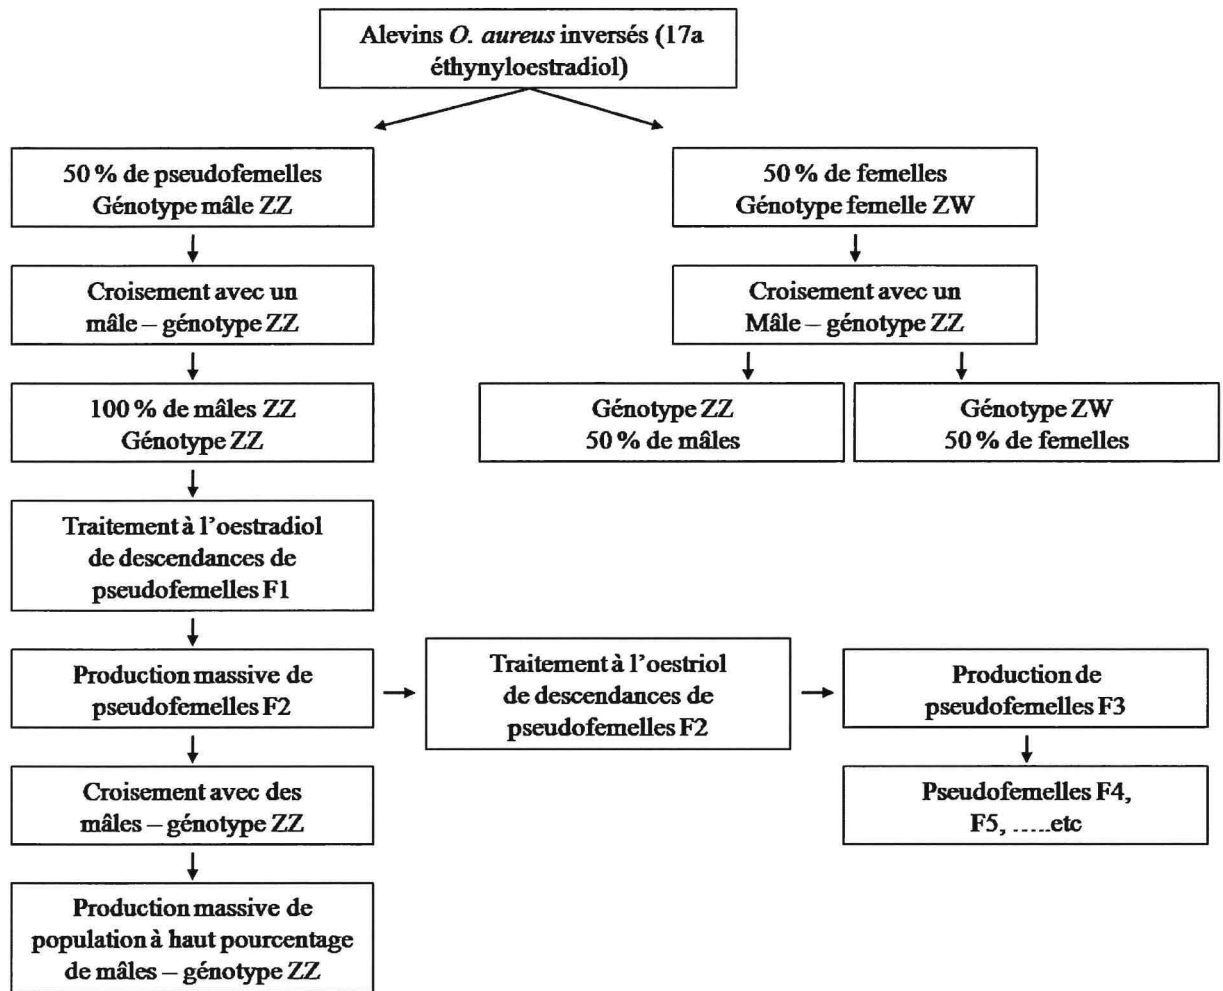 Alevins O. aureus inversés (17a
éthynyloestradiol)
50 % de pseudofemelles
Génotype mâle ZZ
50 % de femelles
Génotype femelle ZW
Croisement avec un
mâle – génotype ZZ
Croisement avec un
Mâle – génotype ZZ
100 % de mâles ZZ
Génotype ZZ
Génotype ZZ
50 % de mâles
Génotype ZW
50 % de femelles
Traitement à l’oestradiol
de descendances de
pseudofemelles F1
Production massive de
pseudofemelles F2
Traitement à l’oestriol
de descendances de
pseudofemelles F2
Production de
pseudofemelles F3
Croisement avec des
mâles – génotype ZZ
Pseudofemelles F4,
F5, …..etc
Production massive de
population à haut pourcentage
de mâles – génotype ZZ